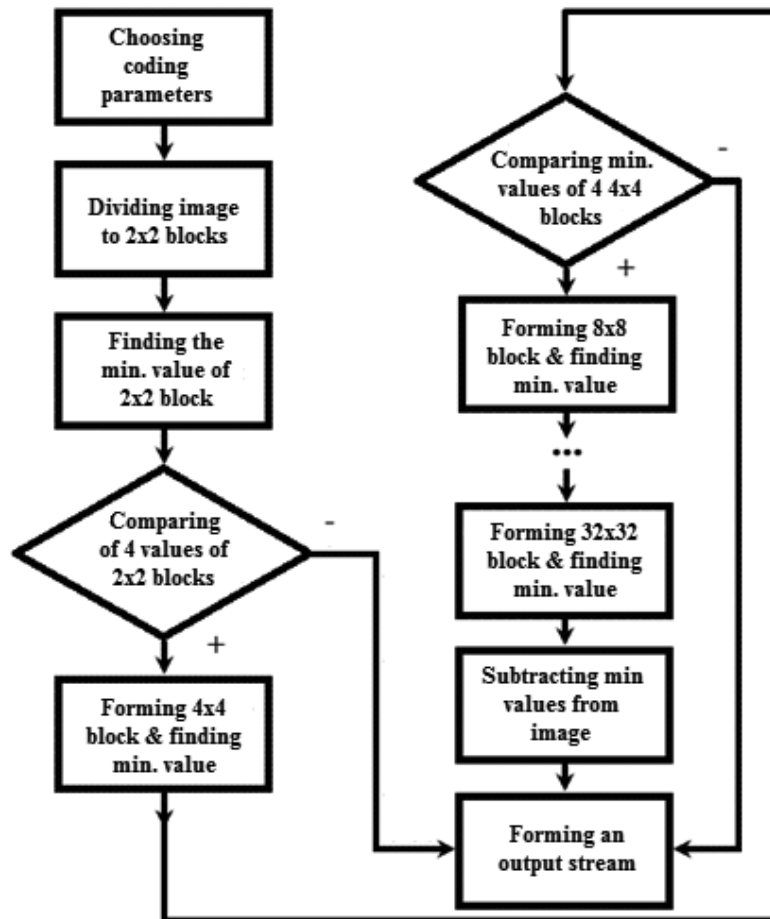 Choosing
coding
parameters
Dividing image
to 2x2 blocks
Finding the
min. value of
2x2 block
Comparing
of 4 values of
2x2 blocks
-
+
Forming 4x4
block & finding
min. value
Comparing min.
values of 4 4x4
blocks
-
+
Forming 8x8
block & finding
min. value
...
Forming 32x32
block & finding
min. value
Subtracting min
values from
image
Forming an
output stream